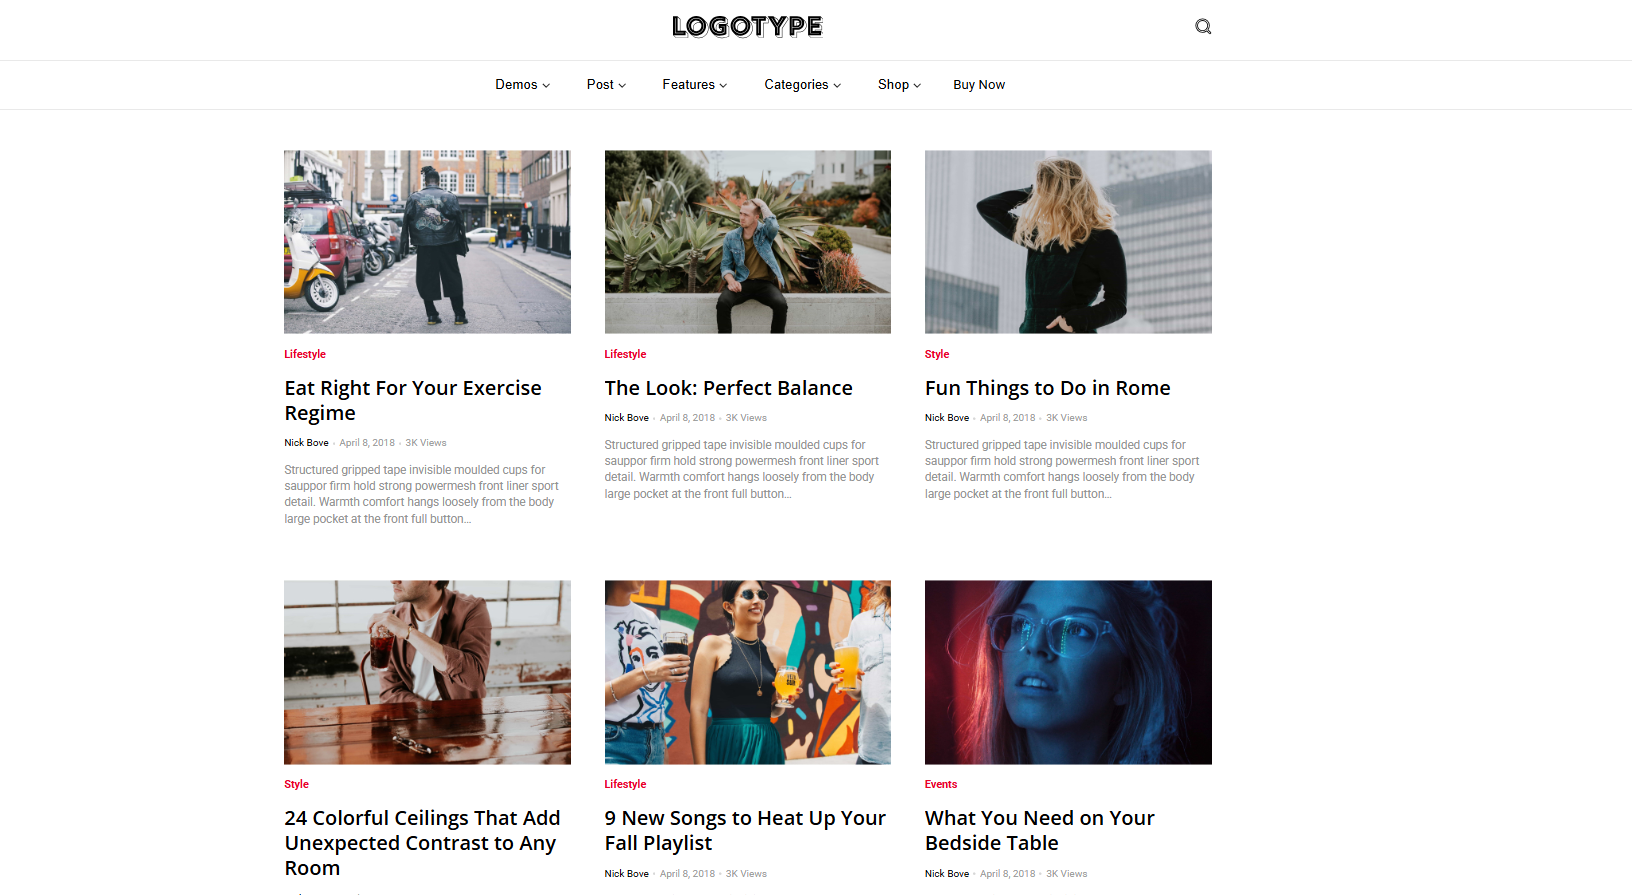 LOGOTYPE
Demos Post Features Categories Shop Buy Now
Lifestyle
Eat Right For Your Exercise
Regime
Nick Bove - April 8, 2018 - 3K Views
Structured gripped tape invisible moulded cups for
sauppor firm hold strong powermesh front liner sport
detail. Warmth comfort hangs loosely from the body
large pocket at the front full button...
Lifestyle
The Look: Perfect Balance
Nick Bove - April 8, 2018 - 3K Views
Structured gripped tape invisible moulded cups for
sauppor firm hold strong powermesh front liner sport
detail. Warmth comfort hangs loosely from the body
large pocket at the front full button...
Style
Fun Things to Do in Rome
Nick Bove - April 8, 2018 - 3K Views
Structured gripped tape invisible moulded cups for
sauppor firm hold strong powermesh front liner sport
detail. Warmth comfort hangs loosely from the body
large pocket at the front full button...
Style
24 Colorful Ceilings That Add
Unexpected Contrast to Any
Room
Lifestyle
9 New Songs to Heat Up Your
Fall Playlist
Nick Bove - April 8, 2018 - 3K Views
Events
What You Need on Your
Bedside Table
Nick Bove - April 8, 2018 - 3K Views